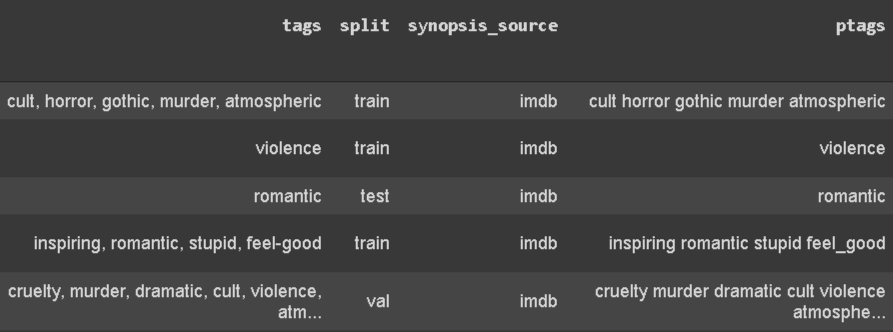 tags split synopsis_source ptags
cult, horror, gothic, murder, atmospheric train imdb cult horror gothic murder atmospheric
violence train imdb violence
romantic test imdb romantic
inspiring, romantic, stupid, feel-good train imdb inspiring romantic stupid feel_good
cruelty, murder, dramatic, cult, violence, atm... val imdb cruelty murder dramatic cult violence atmosphe...